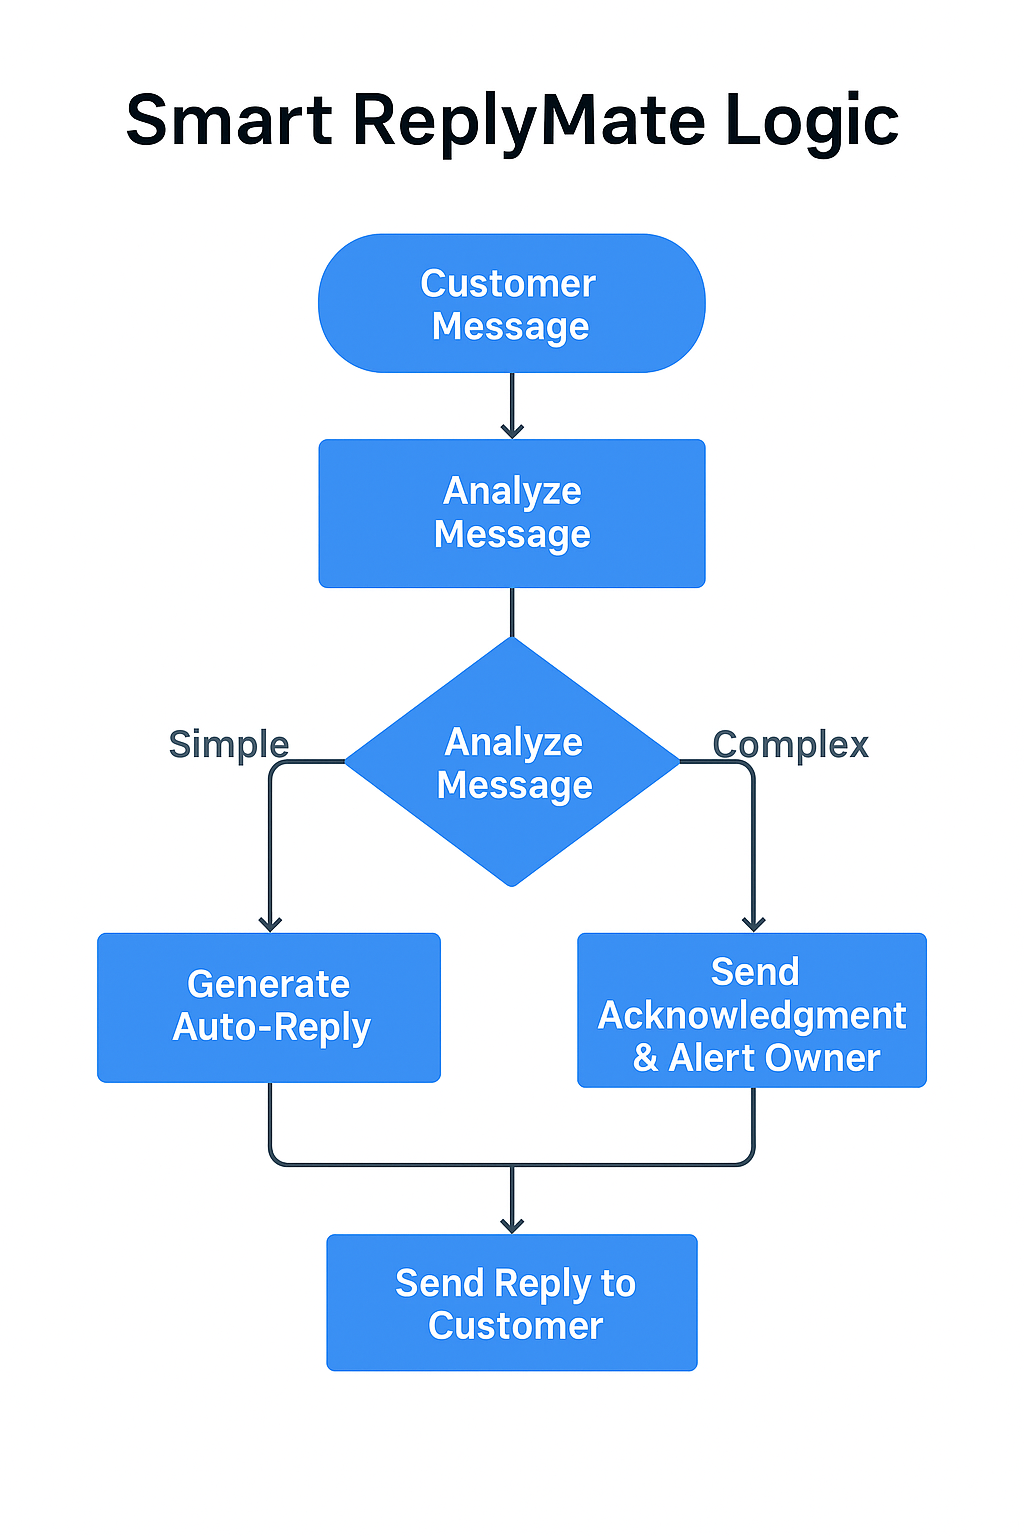 Smart ReplyMate Logic
Customer
Message
Analyze
Message
Analyze
Message
Simple
Complex
Generate
Auto-Reply
Send
Acknowledgment
& Alert Owner
Send Reply to
Customer